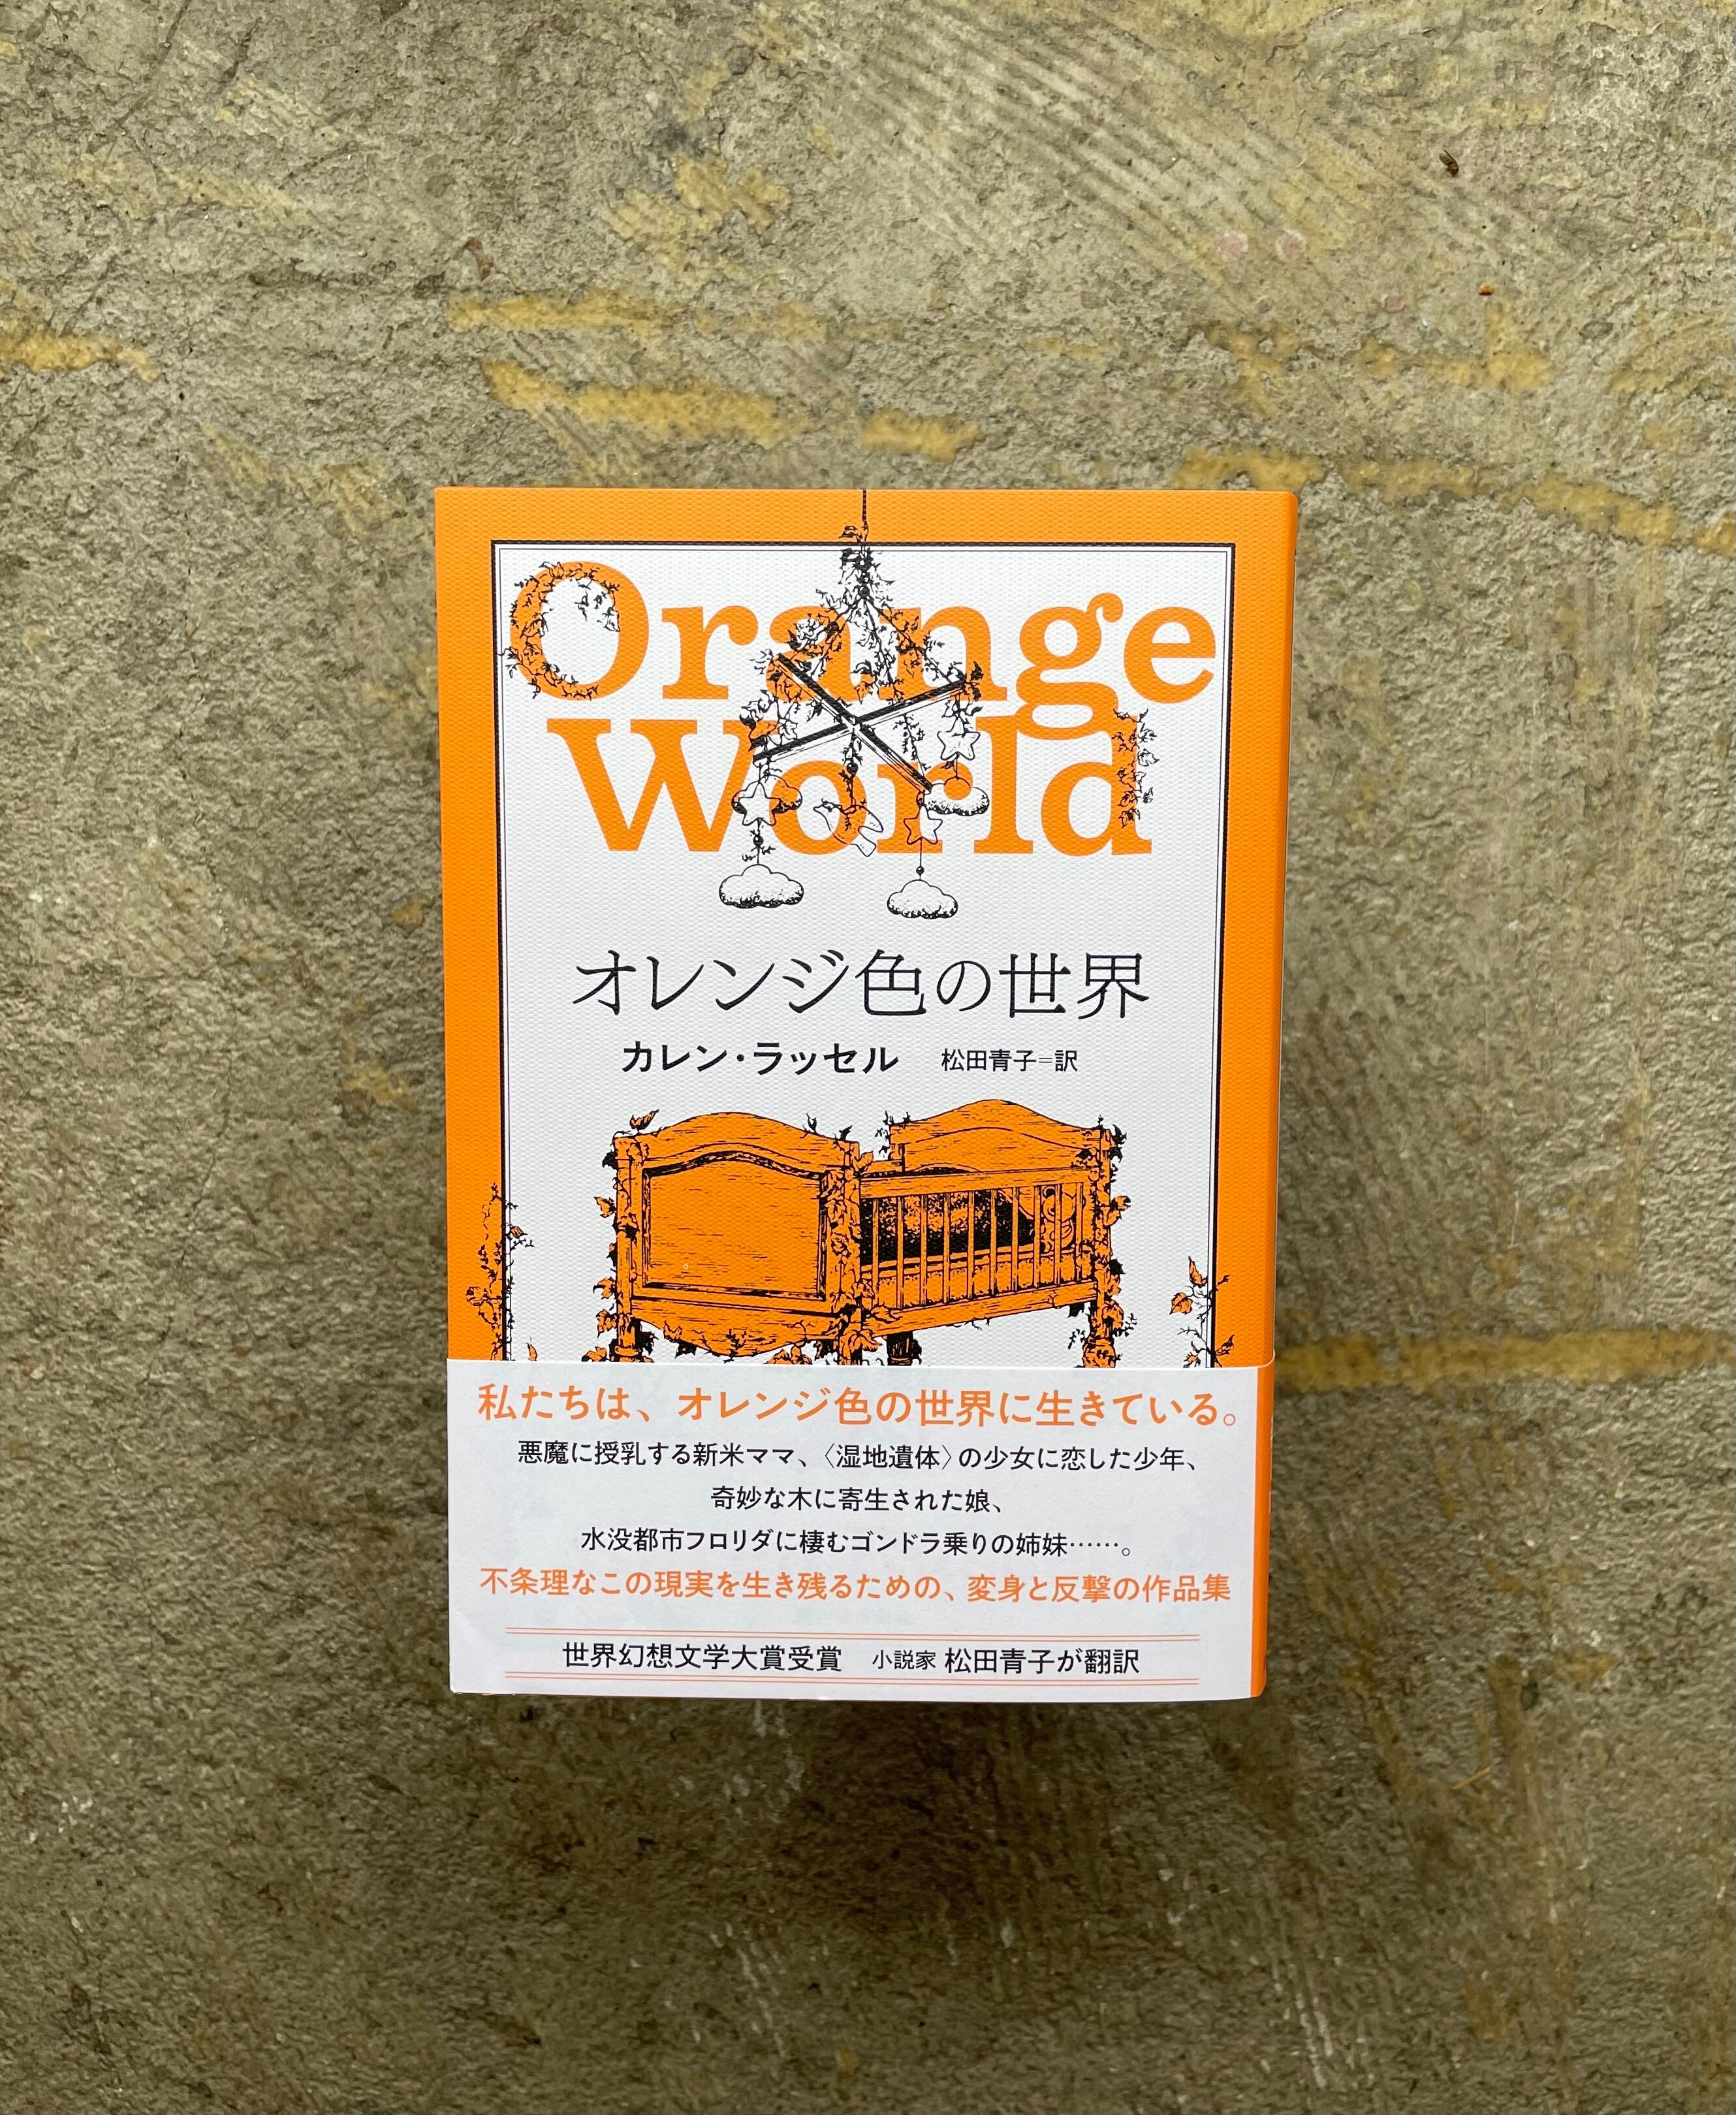 Orange
World
オレンジ色の世界
カレン・ラッセル 松田青子=訳
私たちは、オレンジ色の世界に生きている。
悪魔に授乳する新米ママ、〈湿地遺体〉の少女に恋した少年、
奇妙な木に寄生された娘、
水没都市フロリダに棲むゴンドラ乗りの姉妹……。
不条理なこの現実を生き残るための、変身と反撃の作品集
世界幻想文学大賞受賞 小説家 松田青子が翻訳